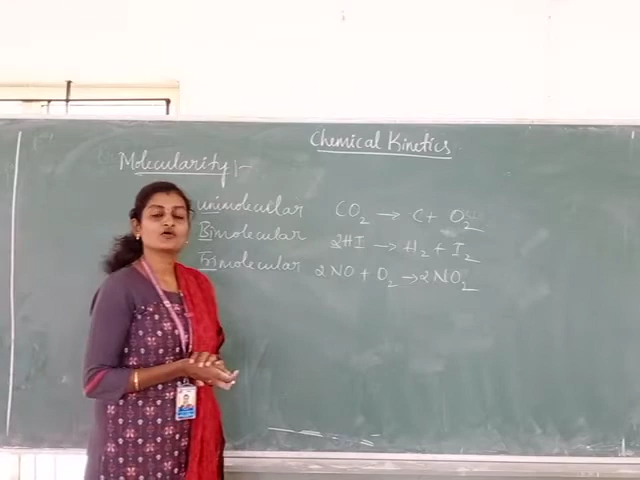 Chemical Kinetics
Molecularity :-
unimolecular CO2 → C + O2
Bimolecular 2HI → H2 + I2
Trimolecular 2NO + O2 → 2NO2